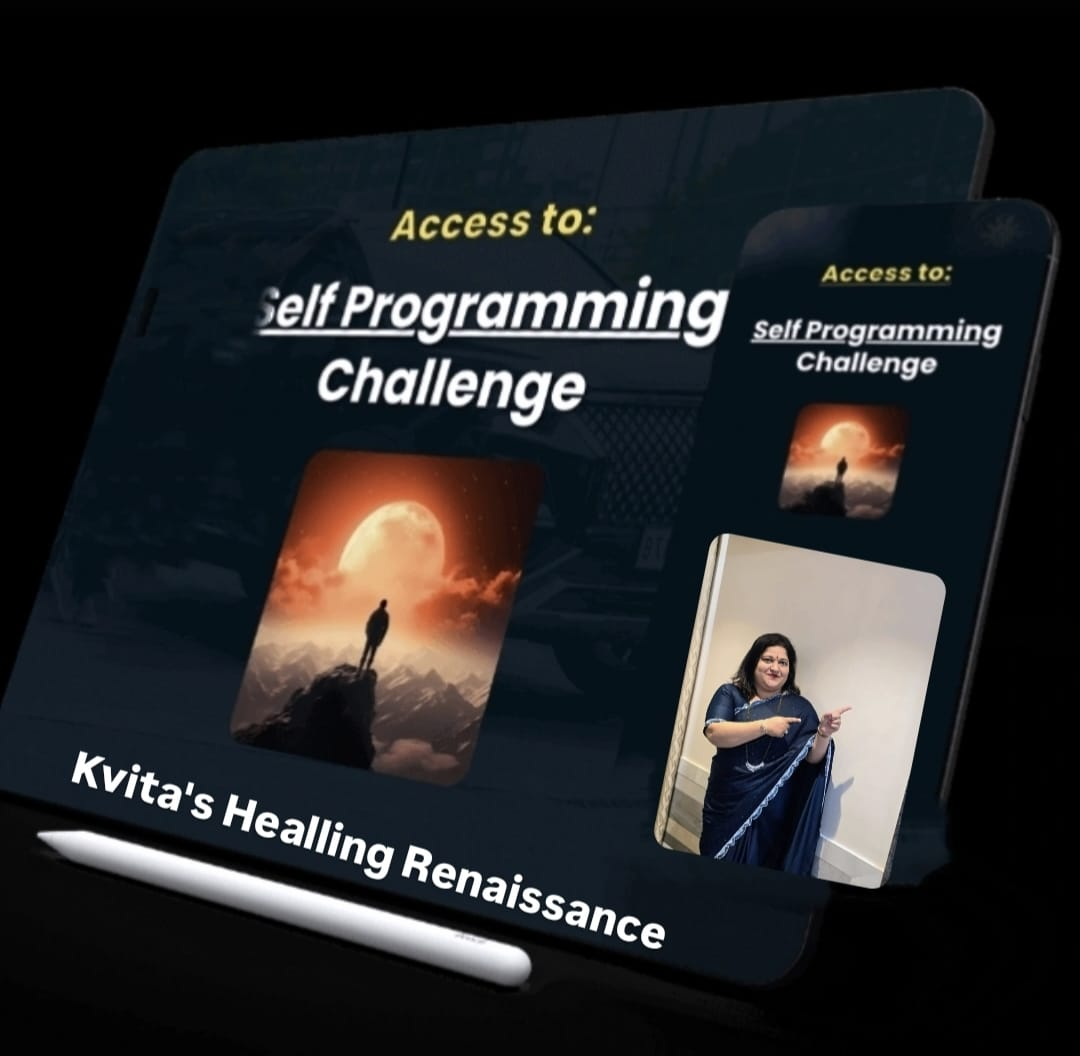 Access to:
Self Programming
Challenge
Kvita's Healling Renaissance
Access to:
Self Programming
Challenge